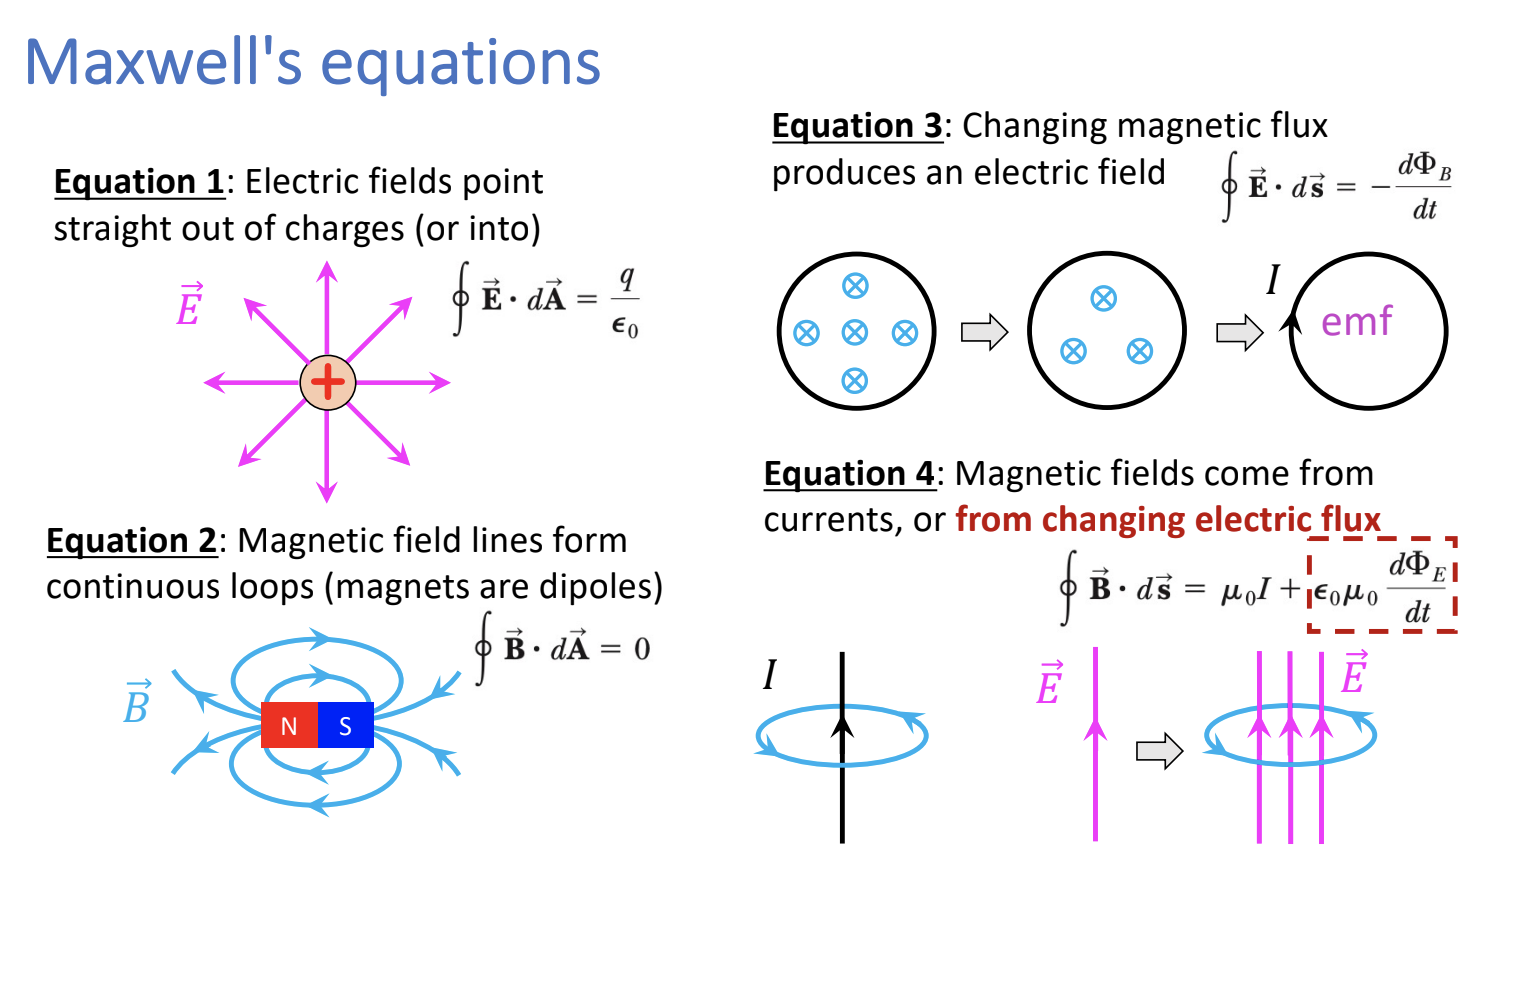 Maxwell's equations
Equation 1: Electric fields point
straight out of charges (or into)
$\vec{E}$
$\oint \vec{\mathbf{E}} \cdot d\vec{\mathbf{A}} = \frac{q}{\epsilon_0}$
+
Equation 2: Magnetic field lines form
continuous loops (magnets are dipoles)
$\oint \vec{\mathbf{B}} \cdot d\vec{\mathbf{A}} = 0$
$\vec{B}$
N S
Equation 3: Changing magnetic flux
produces an electric field
$\oint \vec{\mathbf{E}} \cdot d\vec{\mathbf{s}} = -\frac{d\Phi_B}{dt}$
I
emf
Equation 4: Magnetic fields come from
currents, or from changing electric flux
$\oint \vec{\mathbf{B}} \cdot d\vec{\mathbf{s}} = \mu_0 I + \epsilon_0 \mu_0 \frac{d\Phi_E}{dt}$
I
$\vec{E}$
$\vec{E}$